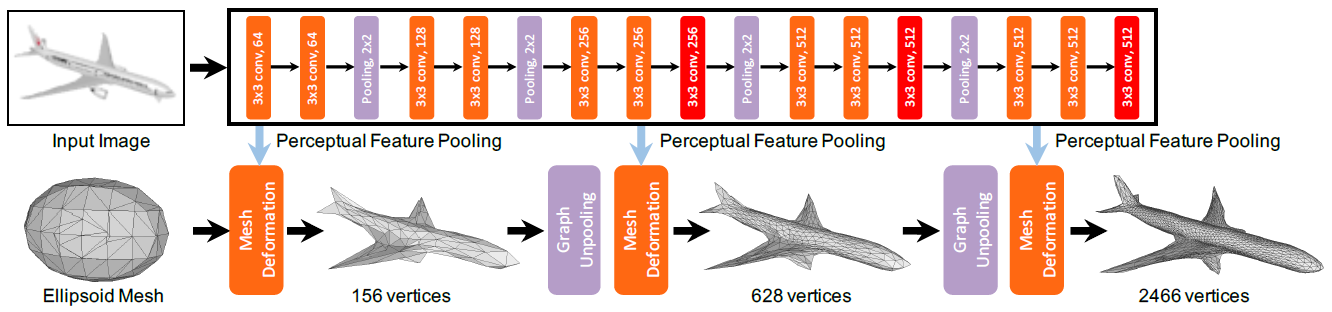 3x3 conv, 64
3x3 conv, 64
Pooling, 2x2
3x3 conv, 128
3x3 conv, 128
Pooling, 2x2
3x3 conv, 256
3x3 conv, 256
3x3 conv, 256
Pooling, 2x2
3x3 conv, 512
3x3 conv, 512
3x3 conv, 512
Pooling, 2x2
3x3 conv, 512
3x3 conv, 512
3x3 conv, 512
Input Image
Perceptual Feature Pooling
Perceptual Feature Pooling
Perceptual Feature Pooling
Mesh
Deformation
Graph
Unpooling
Mesh
Deformation
Graph
Unpooling
Mesh
Deformation
Ellipsoid Mesh
156 vertices
628 vertices
2466 vertices